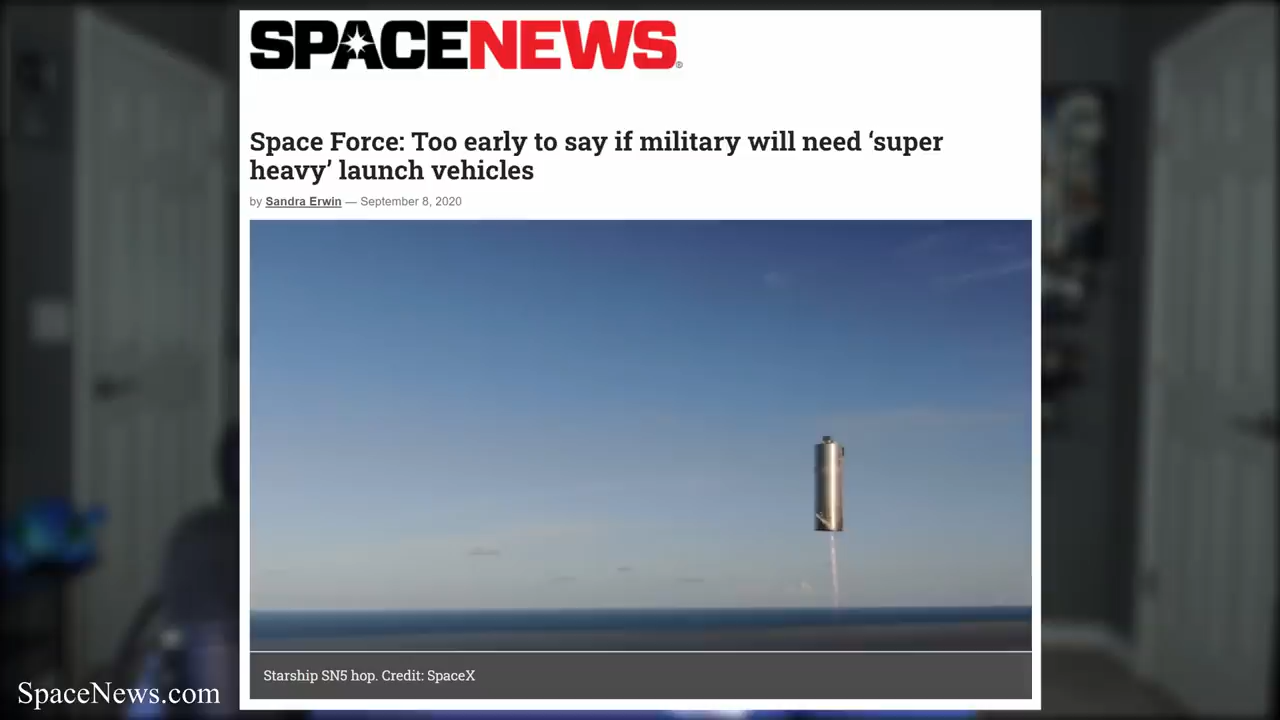 SPACENEWS®
Space Force: Too early to say if military will need ‘super
heavy’ launch vehicles
by Sandra Erwin — September 8, 2020
Starship SN5 hop. Credit: SpaceX
SpaceNews.com